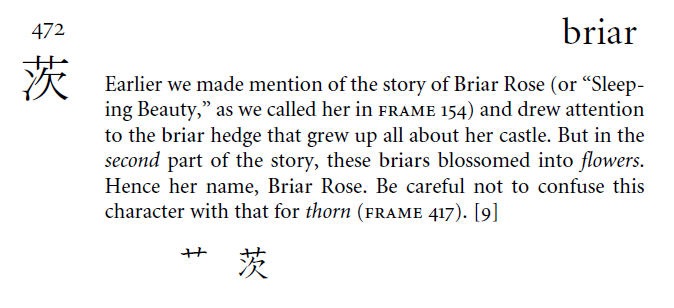 472 briar
茨
Earlier we made mention of the story of Briar Rose (or “Sleep-
ing Beauty,” as we called her in FRAME 154) and drew attention
to the briar hedge that grew up all about her castle. But in the
second part of the story, these briars blossomed into flowers.
Hence her name, Briar Rose. Be careful not to confuse this
character with that for thorn (FRAME 417). [9]
艹 茨